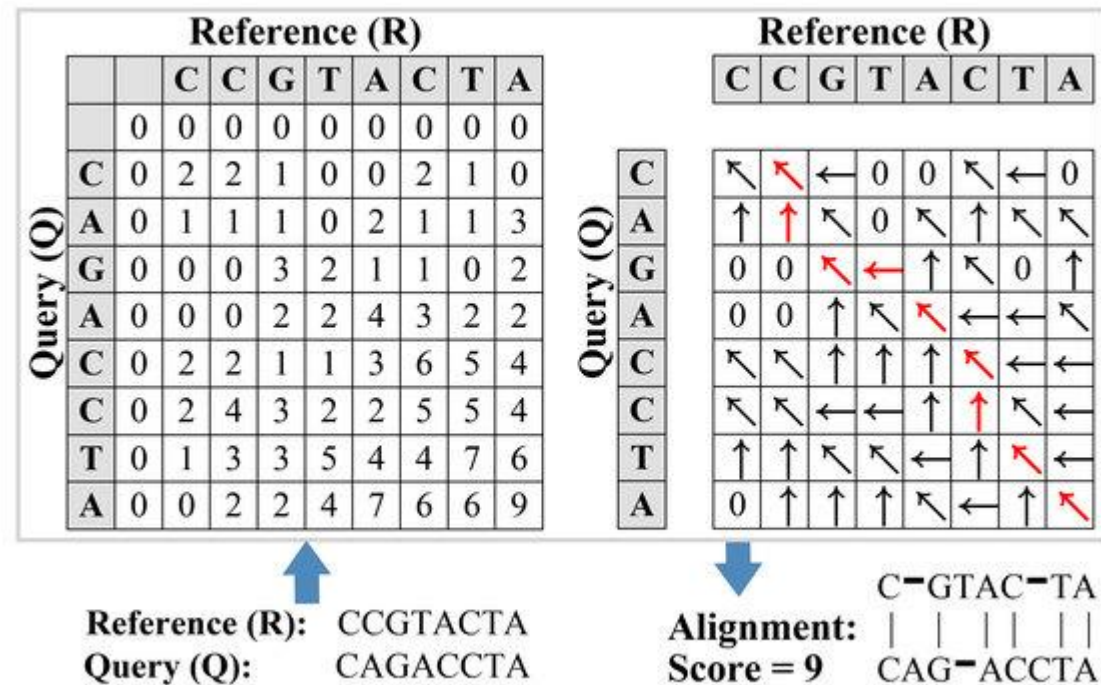 Reference (R) Reference (R)
C C G T A C T A C C G T A C T A
0 0 0 0 0 0 0 0 0
C 0 2 2 1 0 0 2 1 0 C ↖ ↖ ← 0 0 ↖ ← 0
A 0 1 1 1 0 2 1 1 3 A ↑ ↑ ↖ 0 ↖ ↑ ↖ ↖
G 0 0 0 3 2 1 1 0 2 G 0 0 ↖ ← ↑ ↖ 0 ↑
A 0 0 0 2 2 4 3 2 2 A 0 0 ↑ ↖ ↖ ← ← ↖
C 0 2 2 1 1 3 6 5 4 C ↖ ↖ ↑ ↑ ↑ ↖ ← ←
C 0 2 4 3 2 2 5 5 4 C ↖ ↖ ← ← ↑ ↑ ↖ ←
T 0 1 3 3 5 4 4 7 6 T ↑ ↑ ↖ ↖ ← ↑ ↖ ←
A 0 0 2 2 4 7 6 6 9 A 0 ↑ ↑ ↑ ↖ ← ↑ ↖
Query (Q)
Query (Q)
Reference (R): CCGTACTA
Query (Q): CAGACCTA
C-GTAC-TA
Alignment: | | | | | |
Score = 9 CAG-ACCTA